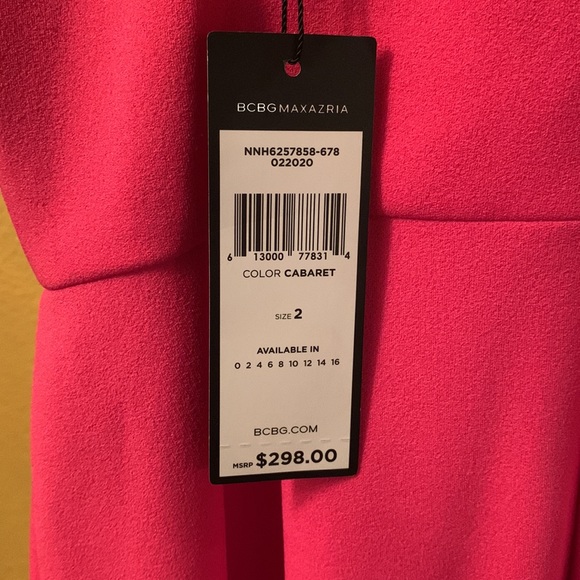 BCBGMAXAZRIA
NNH6257858-678
022020
6 13000 77831 4
COLOR CABARET
SIZE 2
AVAILABLE IN
0 2 4 6 8 10 12 14 16
BCBG.COM
MSRP $298.00